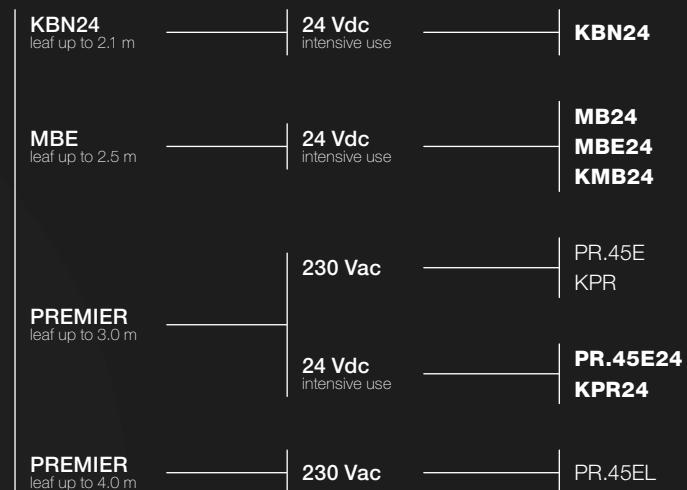 KBN24
leaf up to 2.1 m
24 Vdc
intensive use
KBN24
MBE
leaf up to 2.5 m
24 Vdc
intensive use
MB24
MBE24
KMB24
PREMIER
leaf up to 3.0 m
230 Vac
PR.45E
KPR
24 Vdc
intensive use
PR.45E24
KPR24
PREMIER
leaf up to 4.0 m
230 Vac
PR.45EL